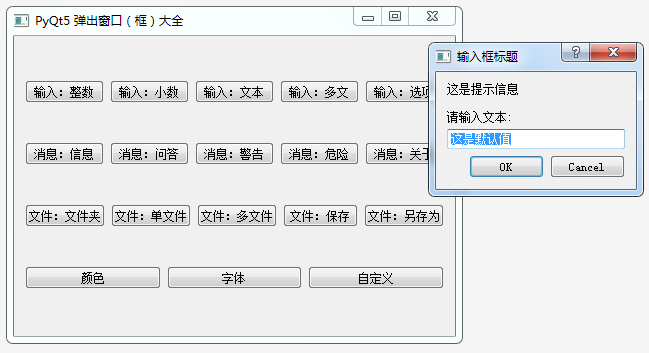 PyQt5 弹出窗口（框）大全
输入：整数 输入：小数 输入：文本 输入：多文 输入：选项
消息：信息 消息：问答 消息：警告 消息：危险 消息：关于
文件：文件夹 文件：单文件 文件：多文件 文件：保存 文件：另存为
颜色 字体 自定义
输入框标题
这是提示信息
请输入文本:
这是默认值
OK Cancel